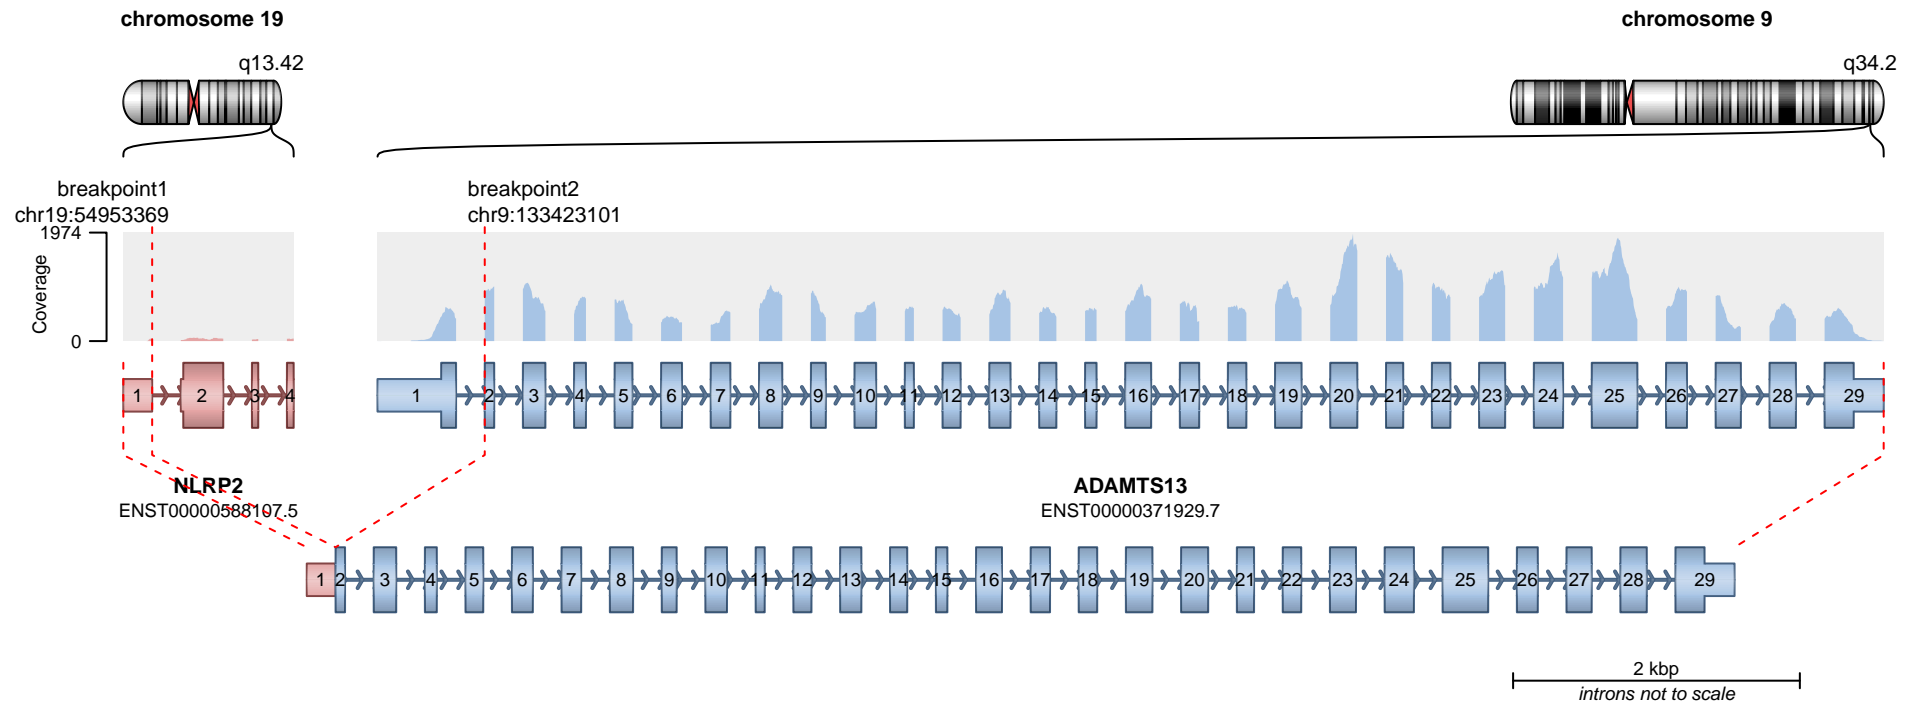 chromosome 19
chromosome 9
q13.42
q34.2
breakpoint1
chr19:54953369
breakpoint2
chr9:133423101
1974
Coverage
0
1 2 3 4
1 2 3 4 5 6 7 8 9 10 11 12 13 14 15 16 17 18 19 20 21 22 23 24 25 26 27 28 29
NLRP2
ENST00000588107.5
ADAMTS13
ENST00000371929.7
1 2 3 4 5 6 7 8 9 10 11 12 13 14 15 16 17 18 19 20 21 22 23 24 25 26 27 28 29
2 kbp
introns not to scale